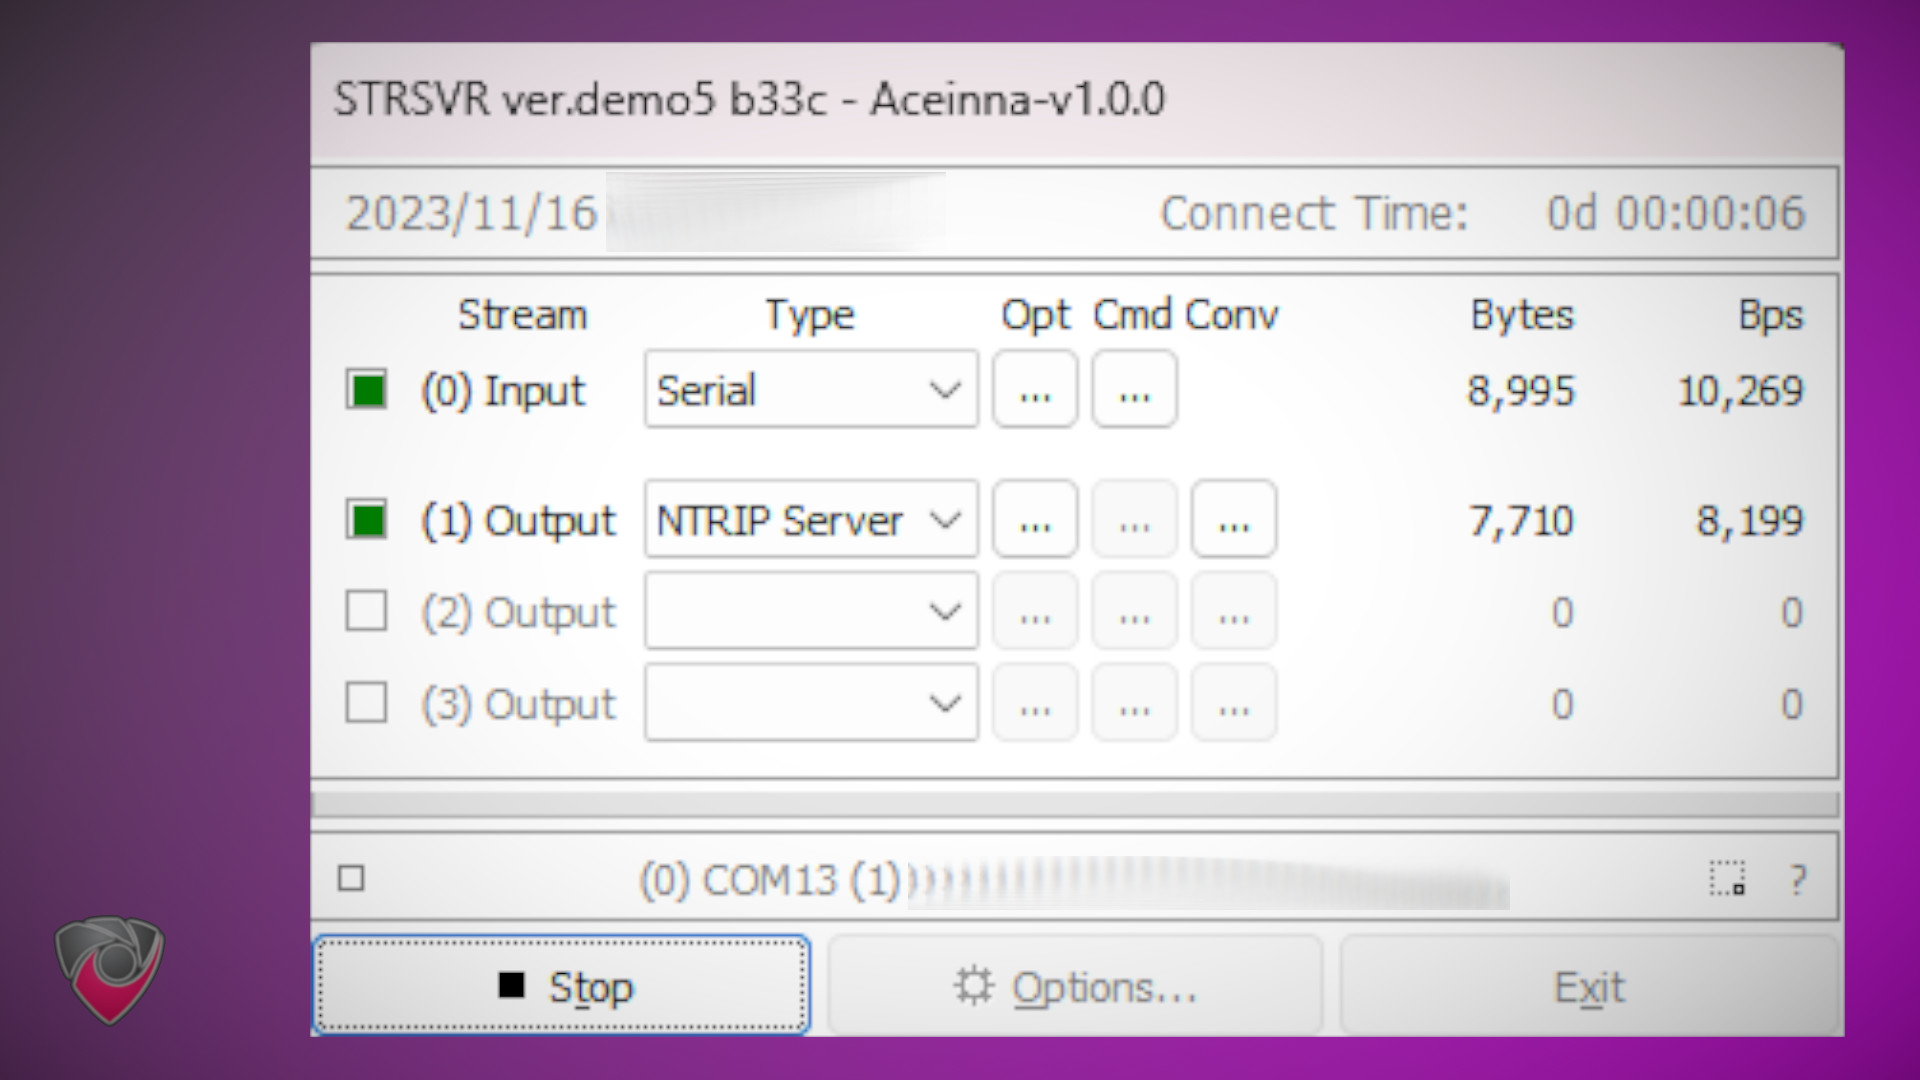 STRSVR ver.demo5 b33c - Aceinna-v1.0.0
2023/11/16 Connect Time: 0d 00:00:06
Stream Type Opt Cmd Conv Bytes Bps
(0) Input Serial ... ... 8,995 10,269
(1) Output NTRIP Server ... ... ... 7,710 8,199
(2) Output ... ... ... 0 0
(3) Output ... ... ... 0 0
(0) COM13 (1) ?
Stop Options... Exit